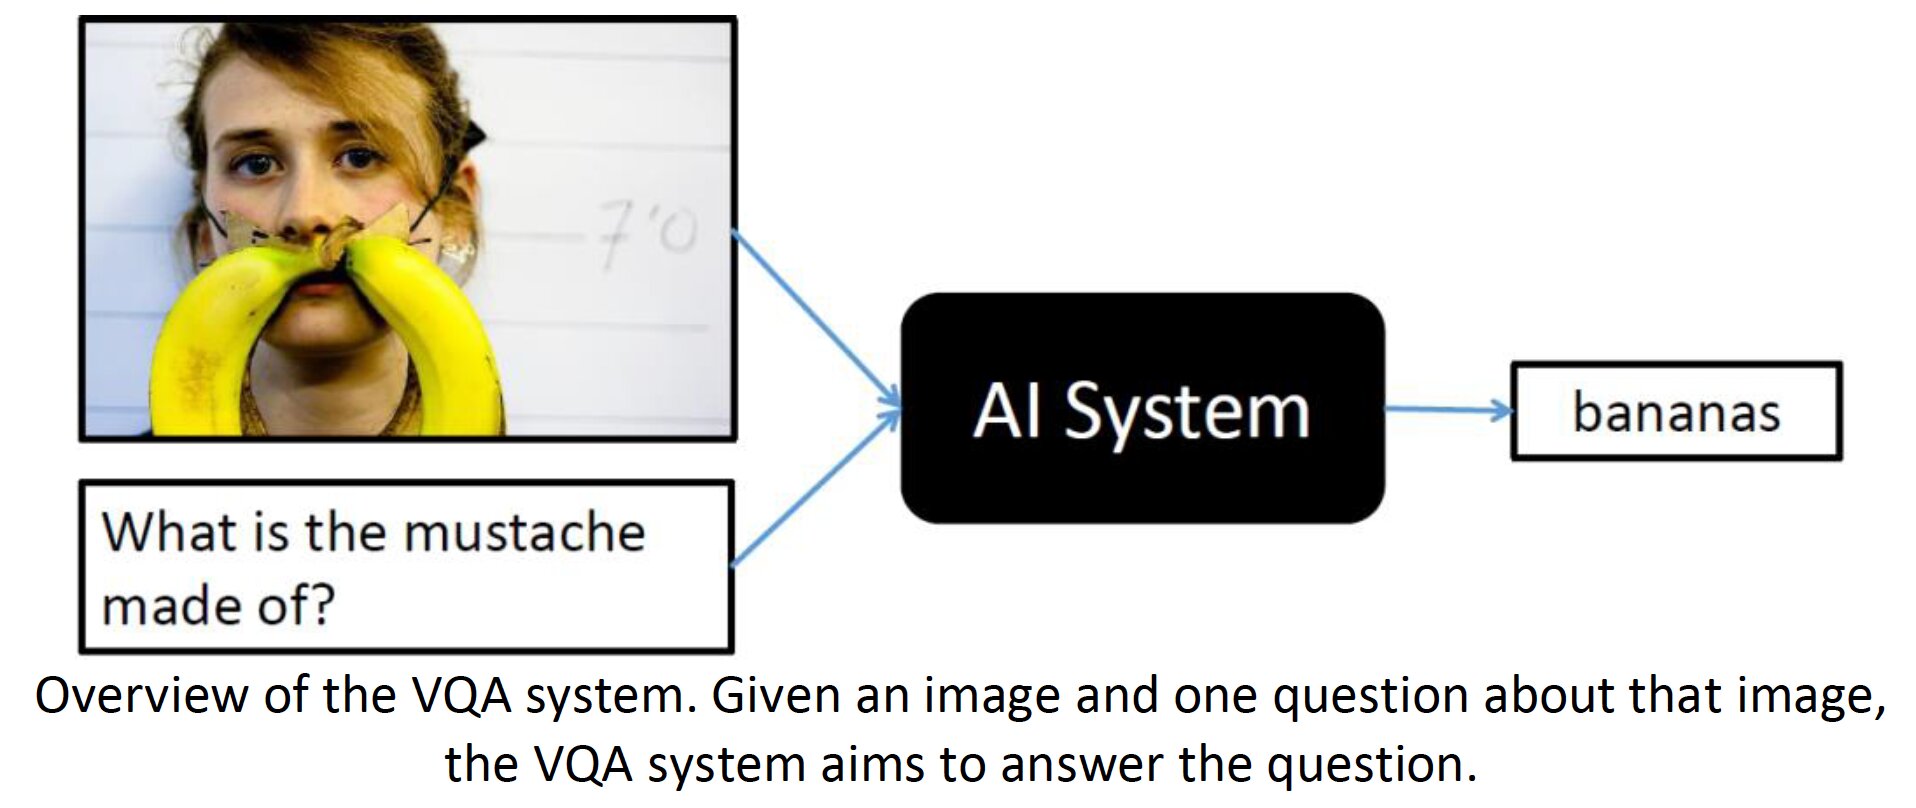 7'0
What is the mustache
made of?
AI System
bananas
Overview of the VQA system. Given an image and one question about that image,
the VQA system aims to answer the question.